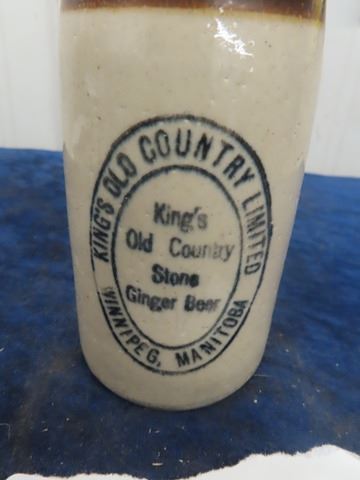 KING'S OLD COUNTRY LIMITED
King's
Old Country
Stone
Ginger Beer
WINNIPEG, MANITOBA